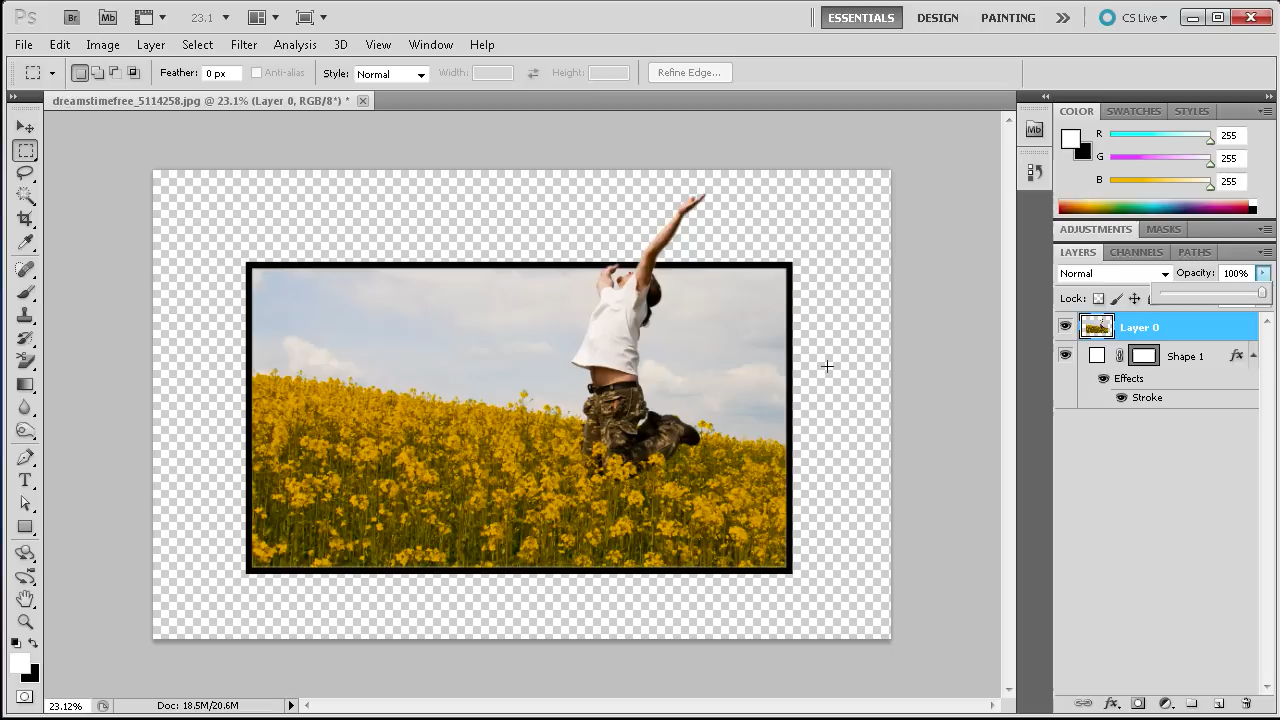 Ps Br Mb 23.1 ESSENTIALS DESIGN PAINTING CS Live
File Edit Image Layer Select Filter Analysis 3D View Window Help
Feather: 0 px Anti-alias Style: Normal Width: Height: Refine Edge...
dreamstimefree_5114258.jpg @ 23.1% (Layer 0, RGB/8*) *
Mb
COLOR SWATCHES STYLES
R 255
G 255
B 255
ADJUSTMENTS MASKS
LAYERS CHANNELS PATHS
Normal Opacity: 100%
Lock:
Layer 0
Shape 1 fx
Effects
Stroke
T
23.12% Doc: 18.5M/20.6M
fx